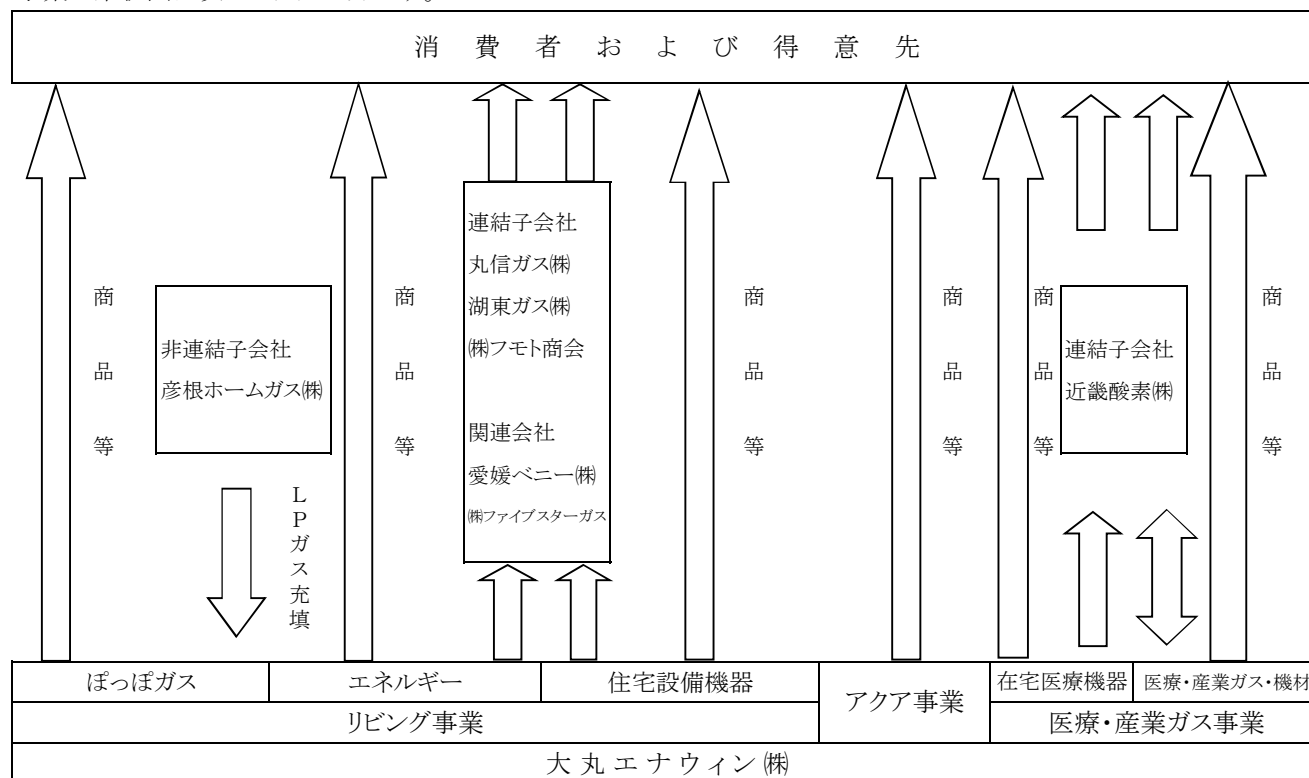 消費者および得意先
連結子会社
丸信ガス㈱
湖東ガス㈱
㈱フモト商会
関連会社
愛媛ベニー㈱
㈱ファイブスターガス
非連結子会社
彦根ホームガス㈱
連結子会社
近畿酸素㈱
商品等
商品等
商品等
商品等
商品等
商品等
LPガス充填
ぽっぽガス
エネルギー
住宅設備機器
アクア事業
在宅医療機器
医療・産業ガス・機材
リビング事業
医療・産業ガス事業
大丸エナウィン㈱